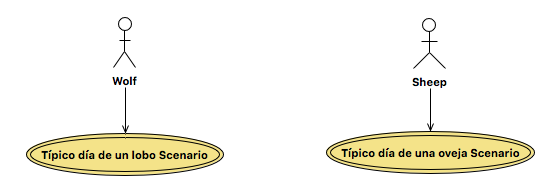 Wolf
Sheep
Típico día de un lobo Scenario
Típico día de una oveja Scenario